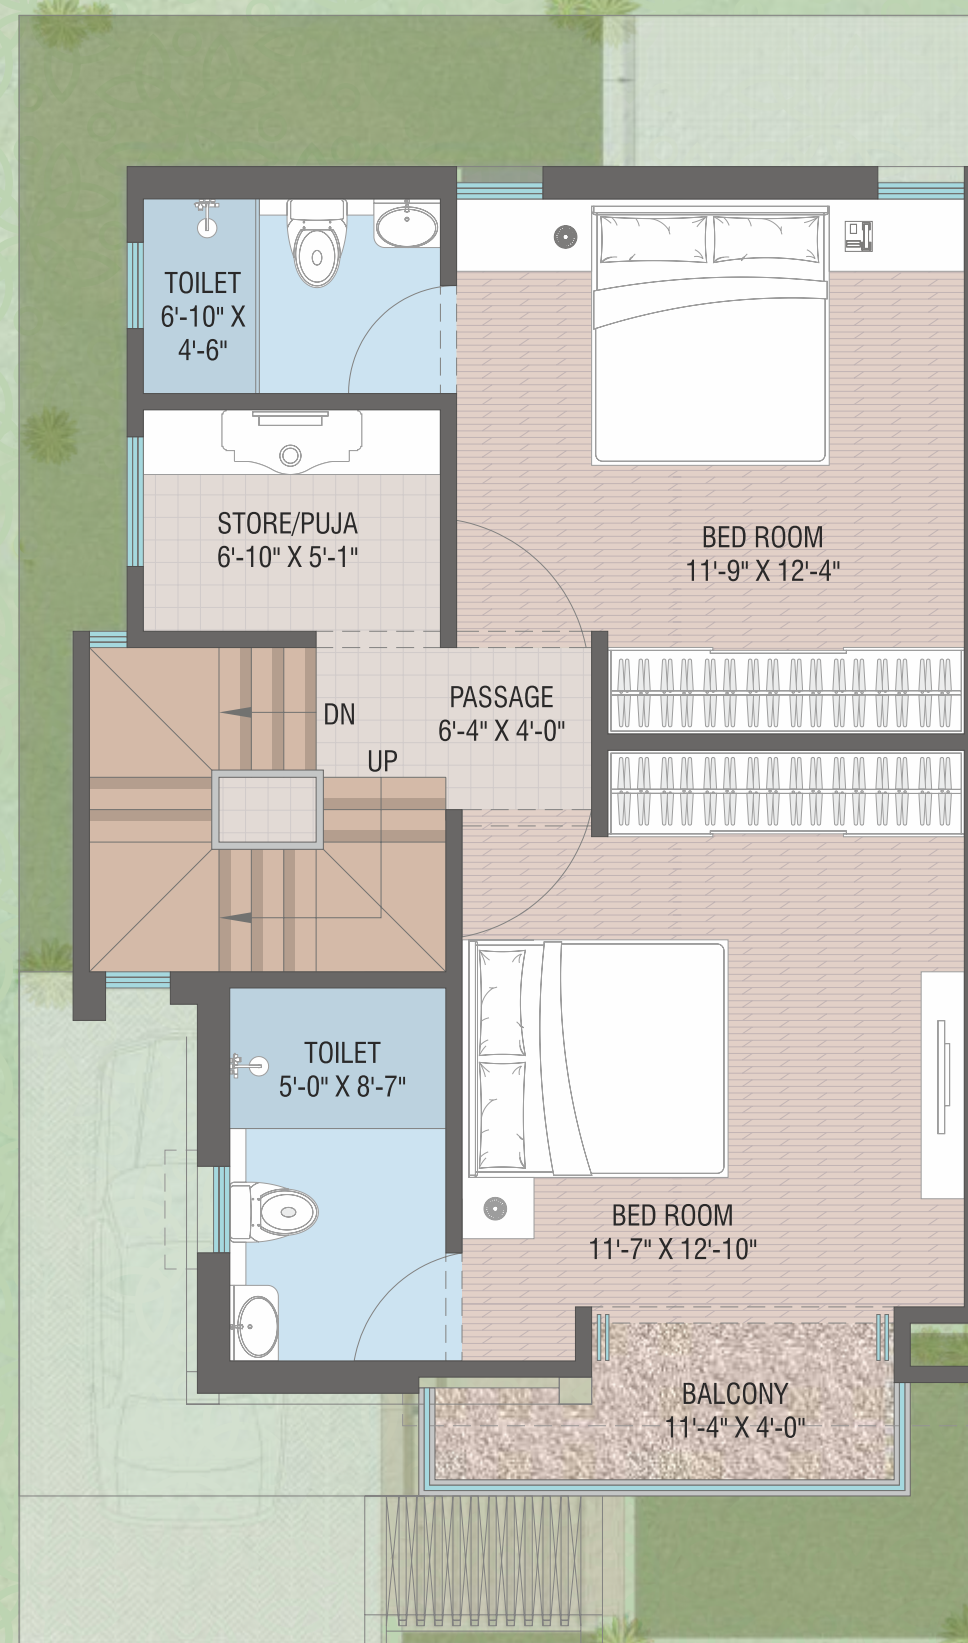 TOILET
6'-10" X
4'-6"
STORE/PUJA
6'-10" X 5'-1"
BED ROOM
11'-9" X 12'-4"
PASSAGE
6'-4" X 4'-0"
DN
UP
TOILET
5'-0" X 8'-7"
BED ROOM
11'-7" X 12'-10"
BALCONY
11'-4" X 4'-0"